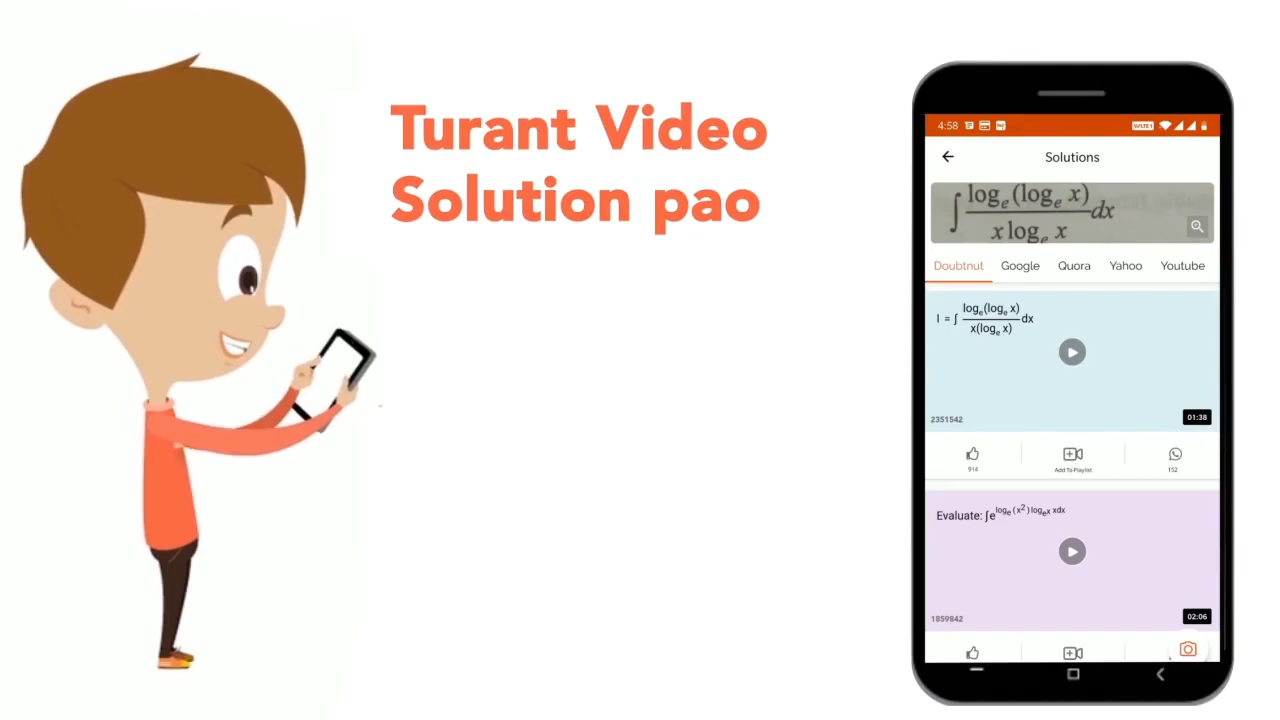 Turant Video
Solution pao
4:58
Solutions
∫ logₑ(logₑ x) / x logₑ x dx
Doubtnut Google Quora Yahoo Youtube
I = ∫ logₑ(logₑ x) / x(logₑ x) dx
2351542 01:38
914 Add To Playlist 152
Evaluate: ∫e^logₑ(x²)logₑx xdx
1859842 02:06